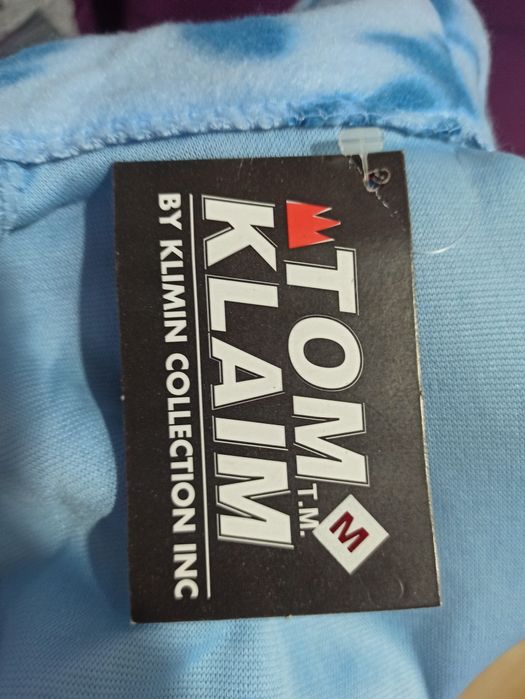 TOM T.M.
KLAIM
BY KLIMIN COLLECTION INC
M